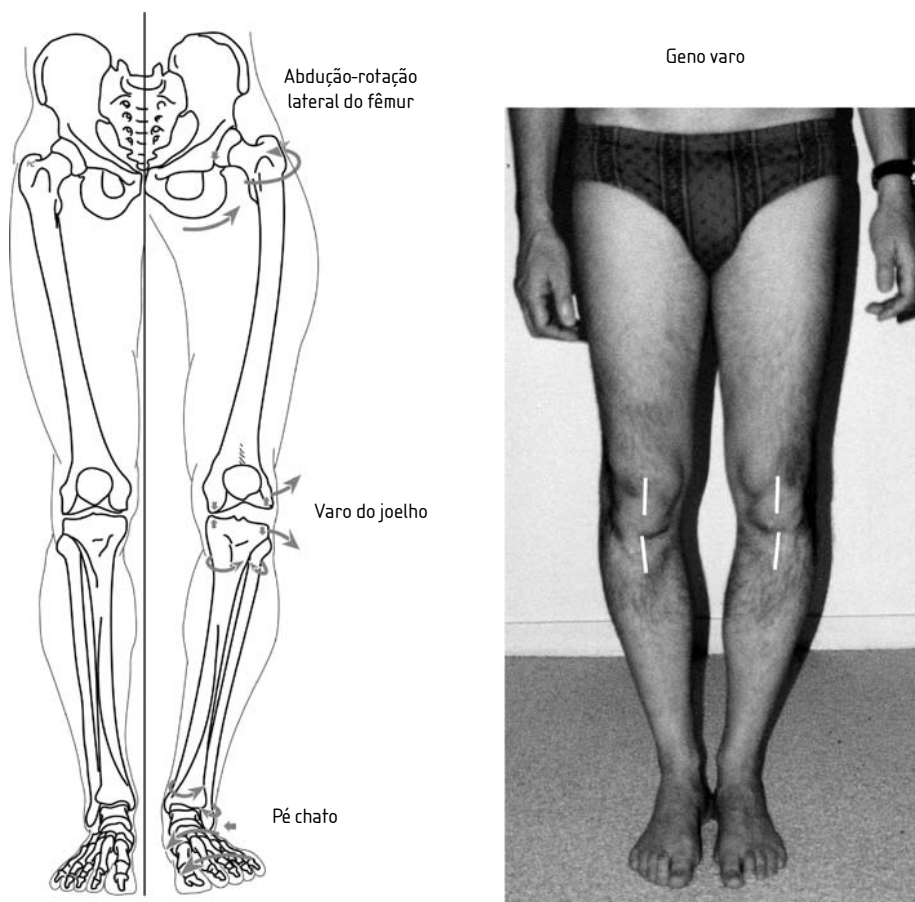 Abdução-rotação
lateral do fêmur
Varo do joelho
Pé chato
Geno varo